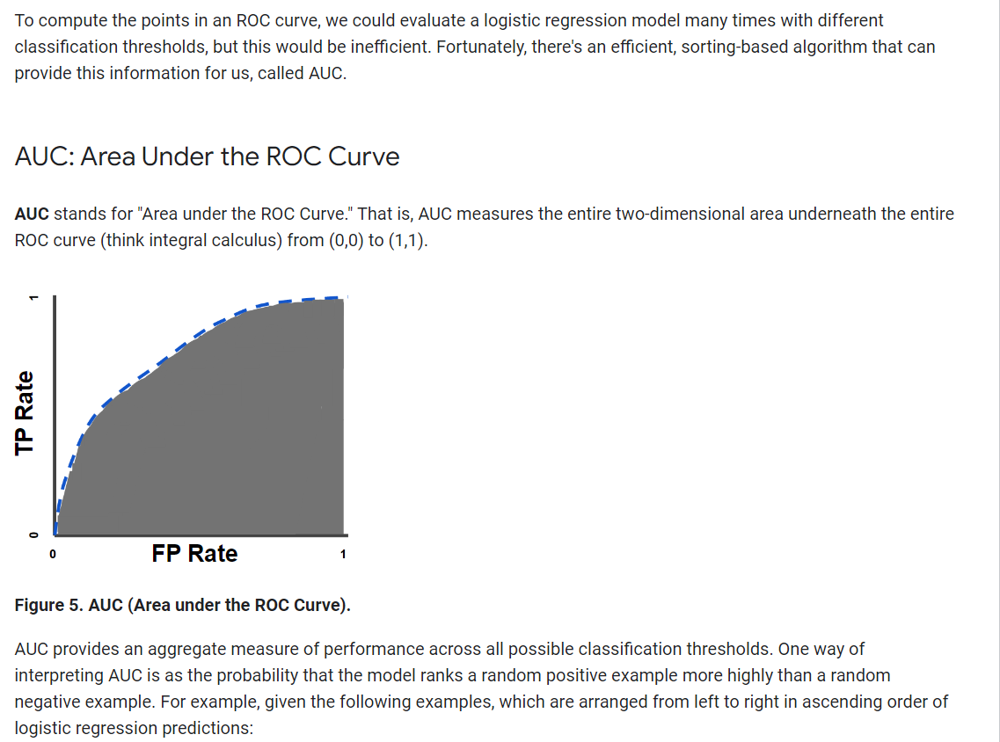 To compute the points in an ROC curve, we could evaluate a logistic regression model many times with different
classification thresholds, but this would be inefficient. Fortunately, there's an efficient, sorting-based algorithm that can
provide this information for us, called AUC.
AUC: Area Under the ROC Curve
AUC stands for "Area under the ROC Curve." That is, AUC measures the entire two-dimensional area underneath the entire
ROC curve (think integral calculus) from (0,0) to (1,1).
1
TP Rate
0
0
FP Rate
1
Figure 5. AUC (Area under the ROC Curve).
AUC provides an aggregate measure of performance across all possible classification thresholds. One way of
interpreting AUC is as the probability that the model ranks a random positive example more highly than a random
negative example. For example, given the following examples, which are arranged from left to right in ascending order of
logistic regression predictions: